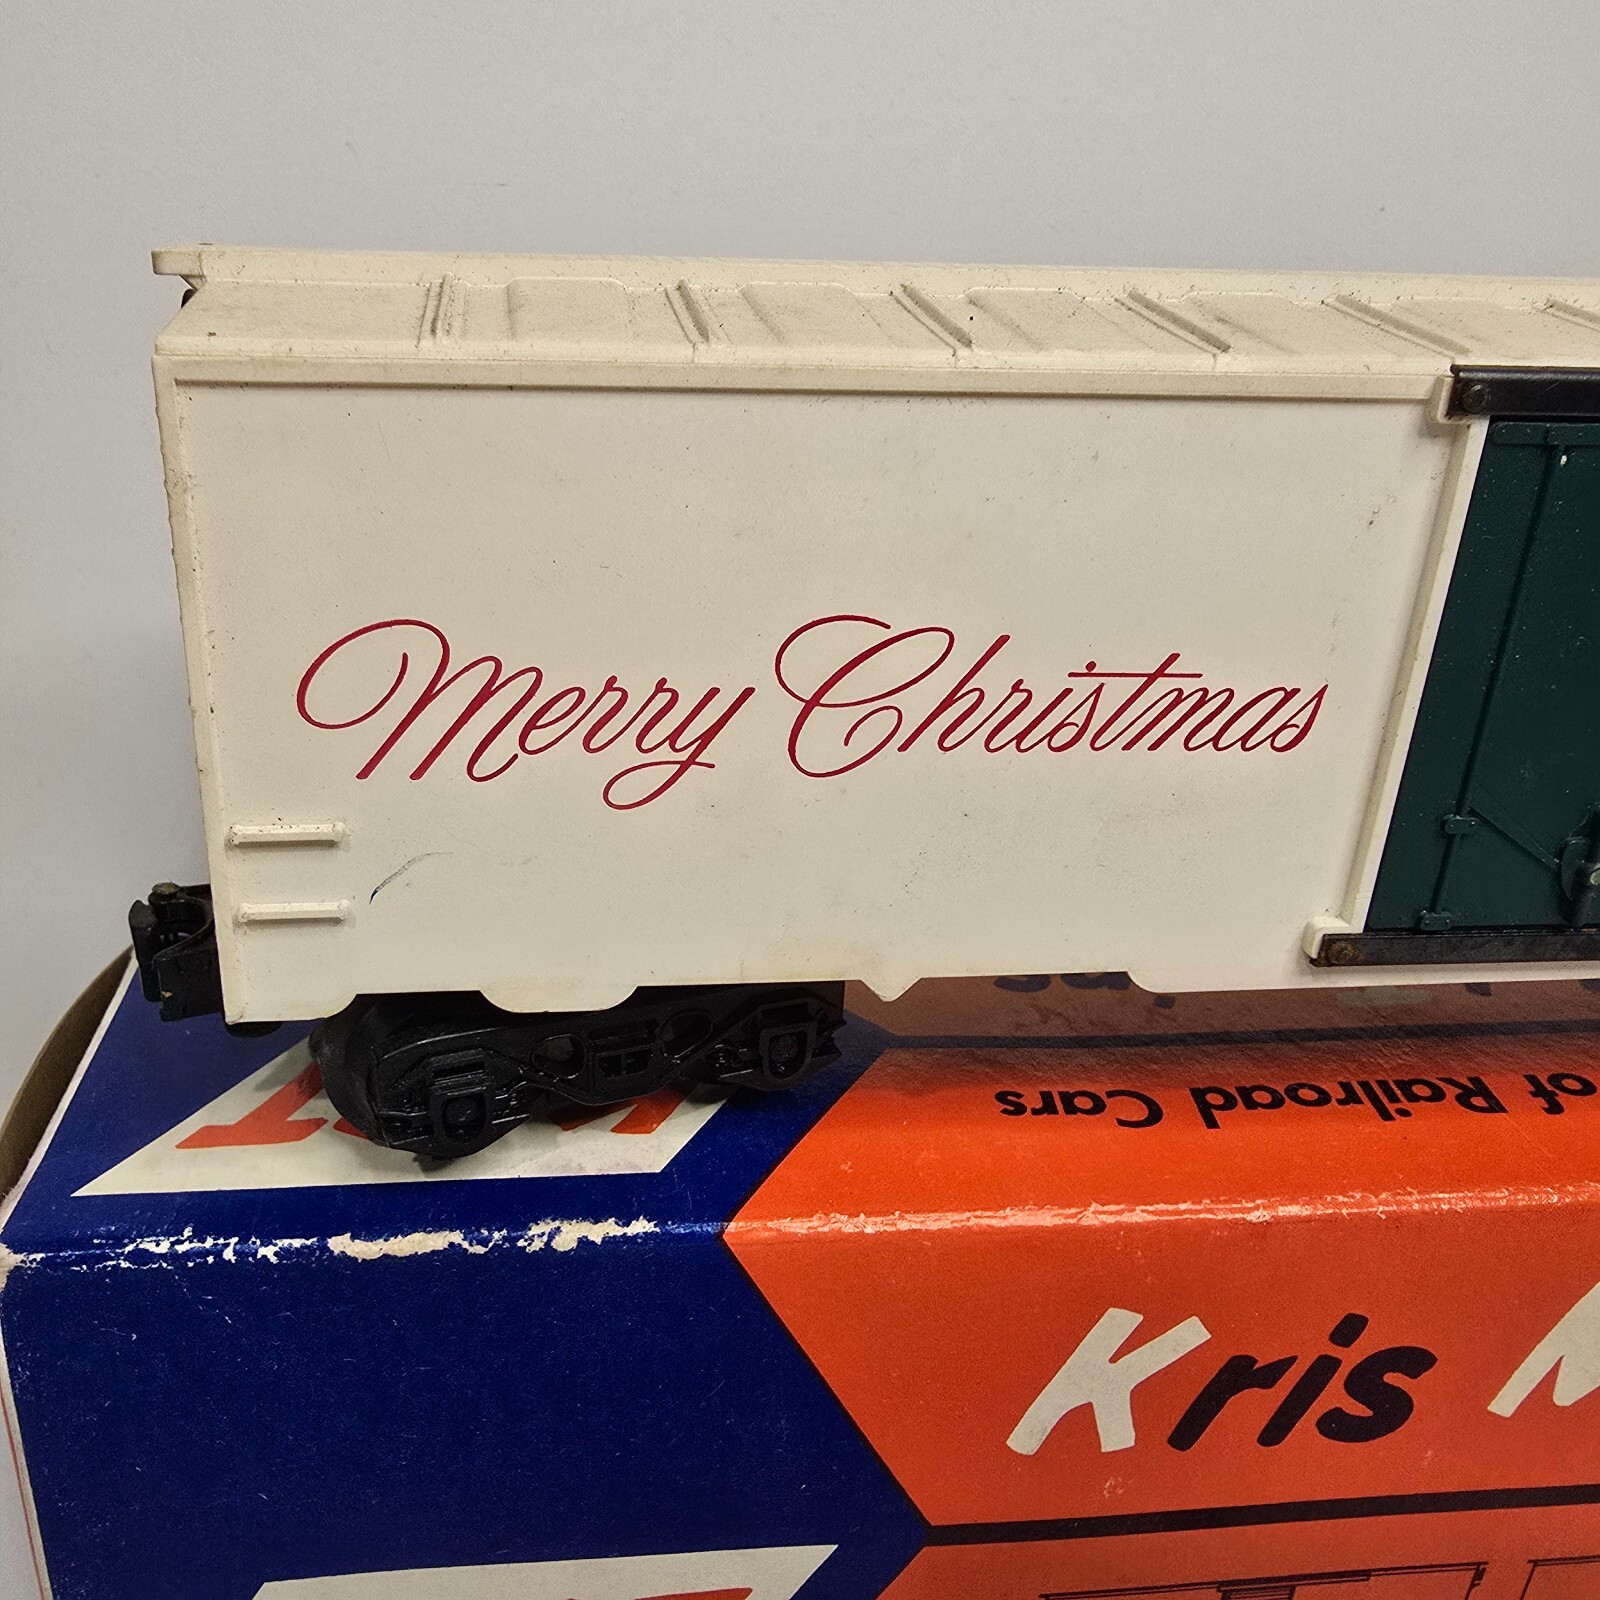 Merry Christmas
of Railroad Cars
Kris